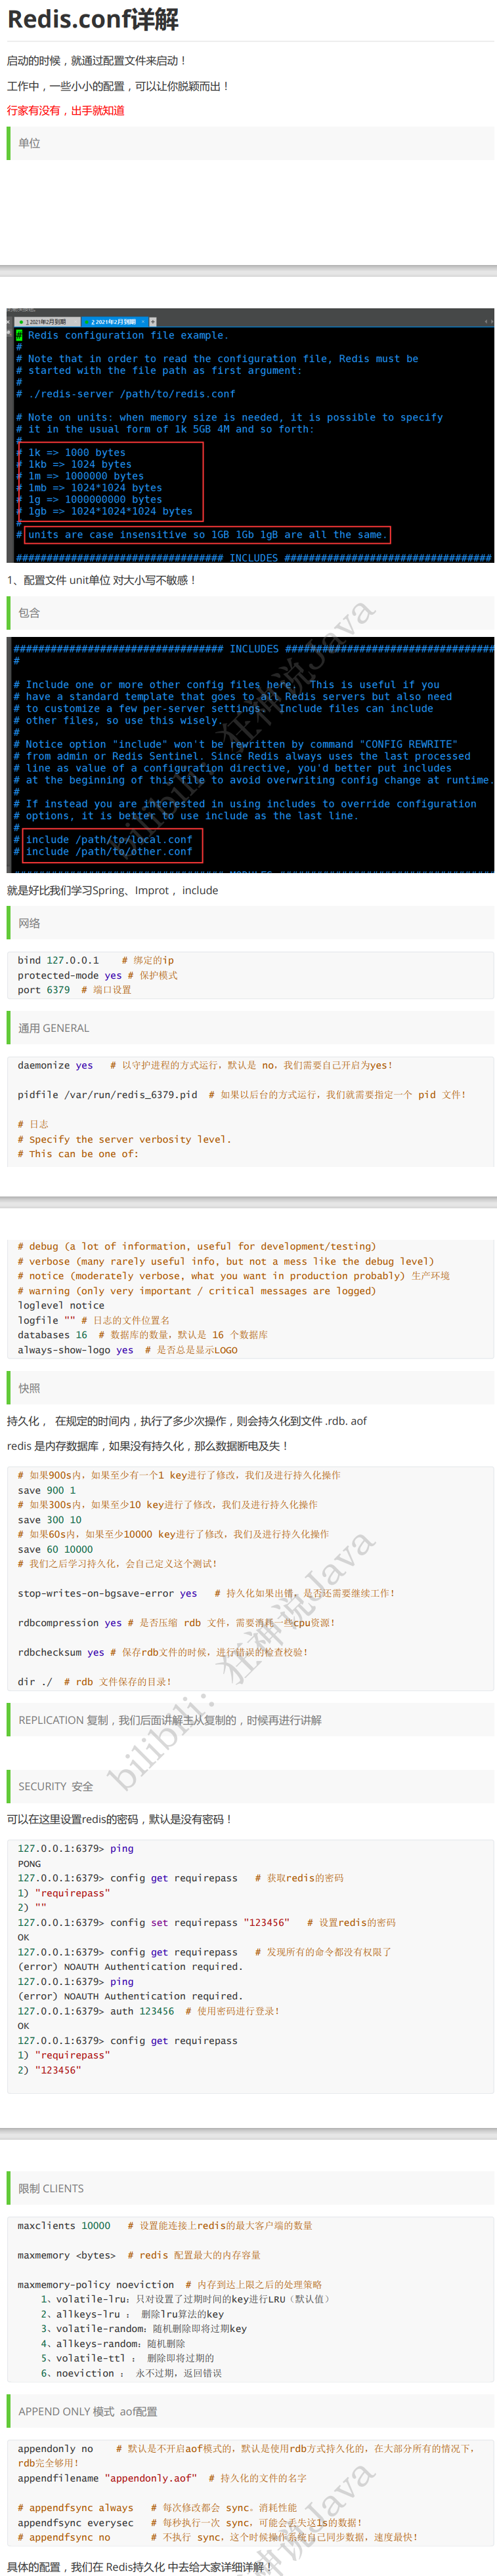 Redis.conf详解
启动的时候，就通过配置文件来启动！
工作中，一些小小的配置，可以让你脱颖而出！
行家有没有，出手就知道
单位
1 2021年2月到期
2 2021年2月到期
# Redis configuration file example.
#
# Note that in order to read the configuration file, Redis must be
# started with the file path as first argument:
#
# ./redis-server /path/to/redis.conf
# Note on units: when memory size is needed, it is possible to specify
# it in the usual form of 1k 5GB 4M and so forth:
#
# 1k => 1000 bytes
# 1kb => 1024 bytes
# 1m => 1000000 bytes
# 1mb => 1024*1024 bytes
# 1g => 1000000000 bytes
# 1gb => 1024*1024*1024 bytes
#
# units are case insensitive so 1GB 1Gb 1gB are all the same.
################################## INCLUDES ##################################
1、配置文件 unit单位 对大小写不敏感！
包含
################################## INCLUDES ##################################
#
# Include one or more other config files here.  This is useful if you
# have a standard template that goes to all Redis servers but also need
# to customize a few per-server settings.  Include files can include
# other files, so use this wisely.
#
# Notice option "include" won't be rewritten by command "CONFIG REWRITE"
# from admin or Redis Sentinel. Since Redis always uses the last processed
# line as value of a configuration directive, you'd better put includes
# at the beginning of this file to avoid overwriting config change at runtime.
#
# If instead you are interested in using includes to override configuration
# options, it is better to use include as the last line.
#
# include /path/to/local.conf
# include /path/to/other.conf
就是好比我们学习Spring、Improt， include
网络
bind 127.0.0.1    # 绑定的ip
protected-mode yes # 保护模式
port 6379  # 端口设置
通用 GENERAL
daemonize yes   # 以守护进程的方式运行，默认是 no，我们需要自己开启为yes！
pidfile /var/run/redis_6379.pid  # 如果以后台的方式运行，我们就需要指定一个 pid 文件！
# 日志
# Specify the server verbosity level.
# This can be one of:
# debug (a lot of information, useful for development/testing)
# verbose (many rarely useful info, but not a mess like the debug level)
# notice (moderately verbose, what you want in production probably) 生产环境
# warning (only very important / critical messages are logged)
loglevel notice
logfile "" # 日志的文件位置名
databases 16  # 数据库的数量，默认是 16 个数据库
always-show-logo yes  # 是否总是显示LOGO
快照
持久化， 在规定的时间内，执行了多少次操作，则会持久化到文件 .rdb. aof
redis 是内存数据库，如果没有持久化，那么数据断电及失！
# 如果900s内，如果至少有一个1 key进行了修改，我们及进行持久化操作
save 900 1
# 如果300s内，如果至少10 key进行了修改，我们及进行持久化操作
save 300 10
# 如果60s内，如果至少10000 key进行了修改，我们及进行持久化操作
save 60 10000
# 我们之后学习持久化，会自己定义这个测试！
stop-writes-on-bgsave-error yes   # 持久化如果出错，是否还需要继续工作！
rdbcompression yes # 是否压缩 rdb 文件，需要消耗一些cpu资源！
rdbchecksum yes # 保存rdb文件的时候，进行错误的检查校验！
dir ./  # rdb 文件保存的目录！
REPLICATION 复制，我们后面讲解主从复制的，时候再进行讲解
SECURITY 安全
可以在这里设置redis的密码，默认是没有密码！
127.0.0.1:6379> ping
PONG
127.0.0.1:6379> config get requirepass   # 获取redis的密码
1) "requirepass"
2) ""
127.0.0.1:6379> config set requirepass "123456"   # 设置redis的密码
OK
127.0.0.1:6379> config get requirepass   # 发现所有的命令都没有权限了
(error) NOAUTH Authentication required.
127.0.0.1:6379> ping
(error) NOAUTH Authentication required.
127.0.0.1:6379> auth 123456  # 使用密码进行登录！
OK
127.0.0.1:6379> config get requirepass
1) "requirepass"
2) "123456"
限制 CLIENTS
maxclients 10000   # 设置能连接上redis的最大客户端的数量
maxmemory <bytes>  # redis 配置最大的内存容量
maxmemory-policy noeviction  # 内存到达上限之后的处理策略
1、volatile-lru：只对设置了过期时间的key进行LRU（默认值）
2、allkeys-lru ： 删除lru算法的key
3、volatile-random：随机删除即将过期key
4、allkeys-random：随机删除
5、volatile-ttl ： 删除即将过期的
6、noeviction ： 永不过期，返回错误
APPEND ONLY 模式 aof配置
appendonly no    # 默认是不开启aof模式的，默认是使用rdb方式持久化的，在大部分所有的情况下，
rdb完全够用！
appendfilename "appendonly.aof"  # 持久化的文件的名字
# appendfsync always   # 每次修改都会 sync。消耗性能
appendfsync everysec   # 每秒执行一次 sync，可能会丢失这1s的数据！
# appendfsync no       # 不执行 sync，这个时候操作系统自己同步数据，速度最快！
具体的配置，我们在 Redis持久化 中去给大家详细详解！
bilibili：狂神说Java
bilibili：狂神说Java
神说Java